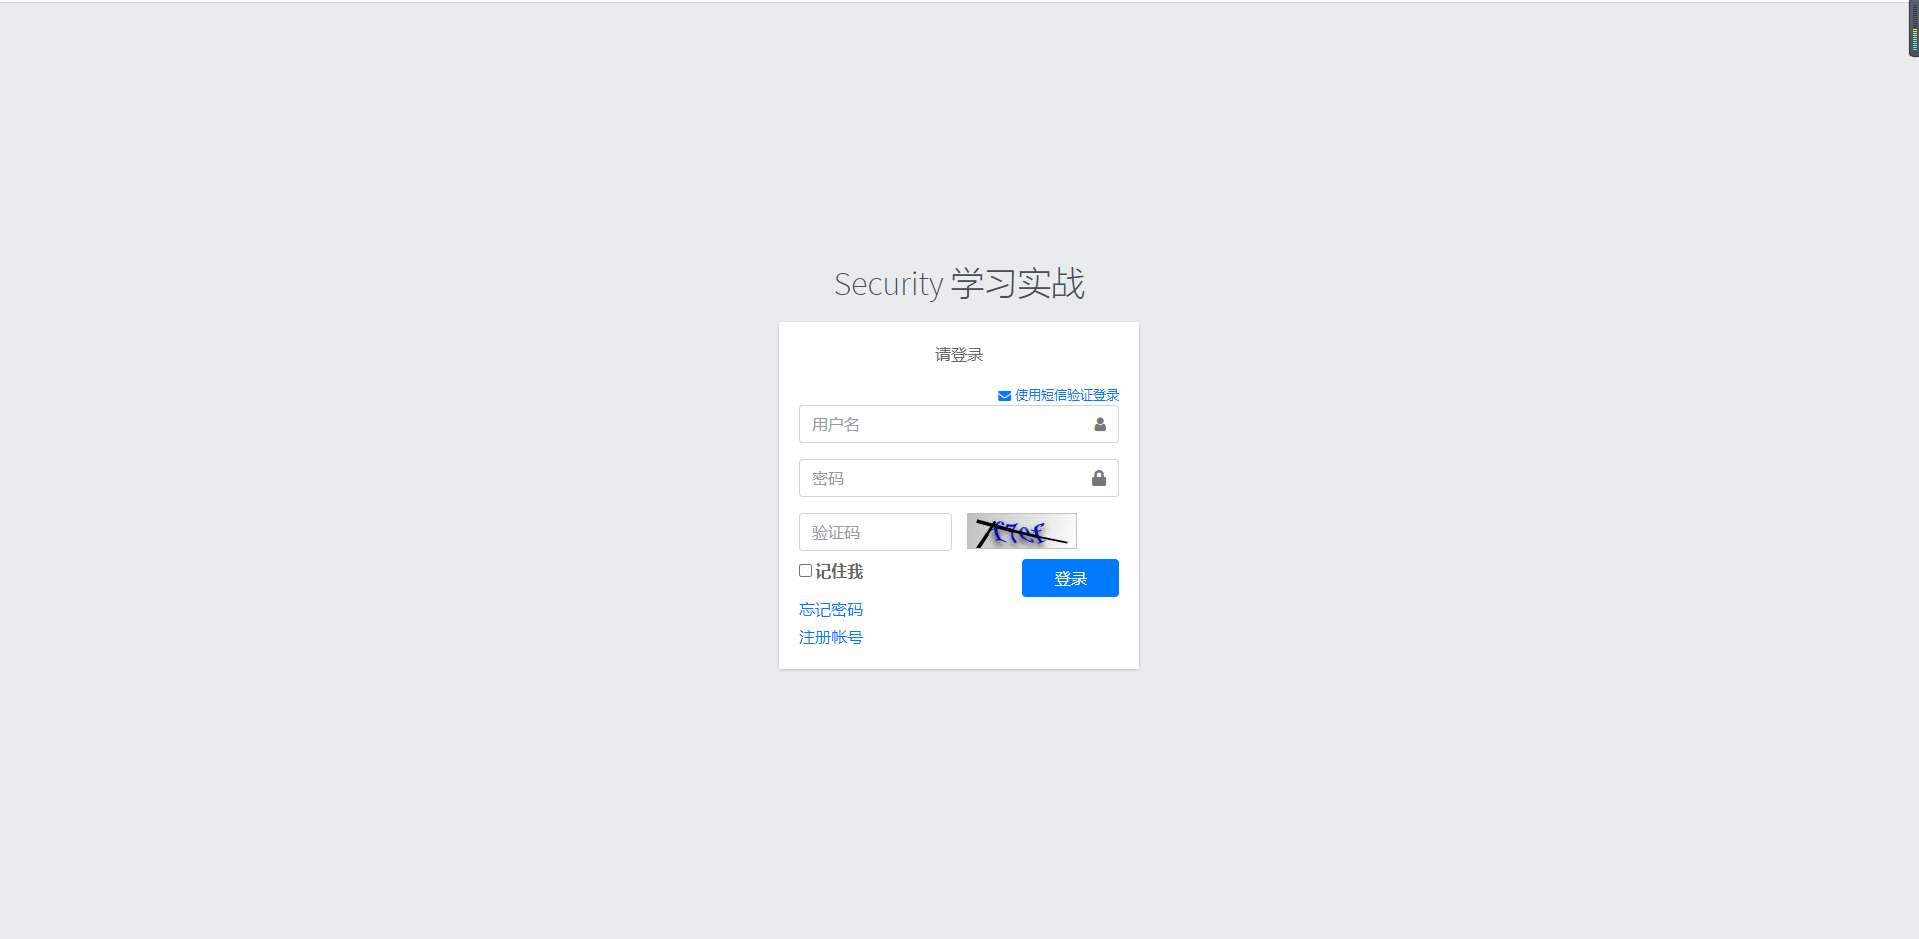 Security 学习实战
请登录
使用短信验证登录
用户名
密码
验证码
记住我
登录
忘记密码
注册帐号